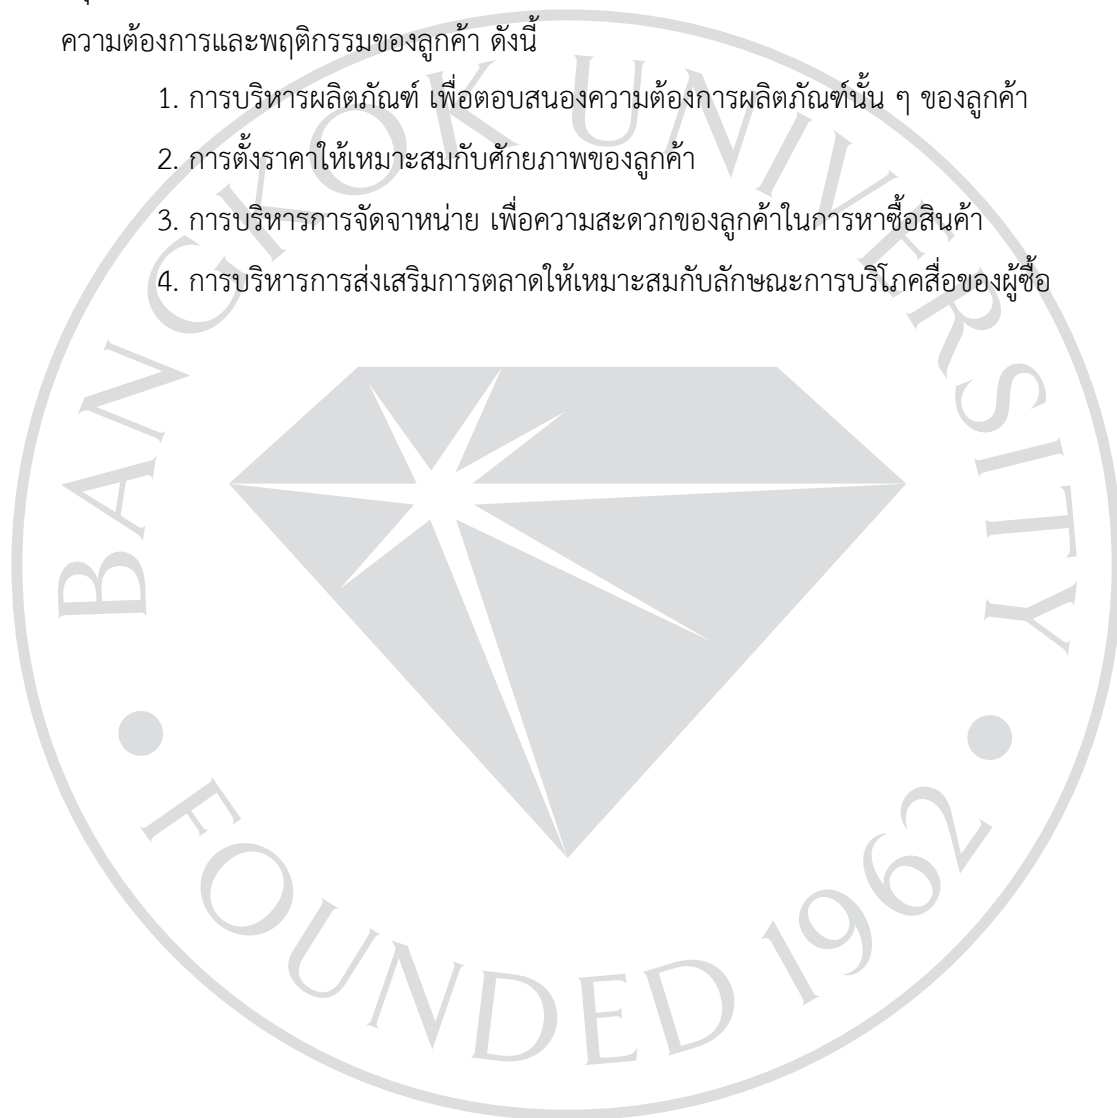 ความต้องการและพฤติกรรมของลูกค้า ดังนี้
1. การบริหารผลิตภัณฑ์ เพื่อตอบสนองความต้องการผลิตภัณฑ์นั้น ๆ ของลูกค้า
2. การตั้งราคาให้เหมาะสมกับศักยภาพของลูกค้า
3. การบริหารการจัดจาหน่าย เพื่อความสะดวกของลูกค้าในการหาซื้อสินค้า
4. การบริหารการส่งเสริมการตลาดให้เหมาะสมกับลักษณะการบริโภคสื่อของผู้ซื้อ
BANGKOK UNIVERSITY
FOUNDED 1962